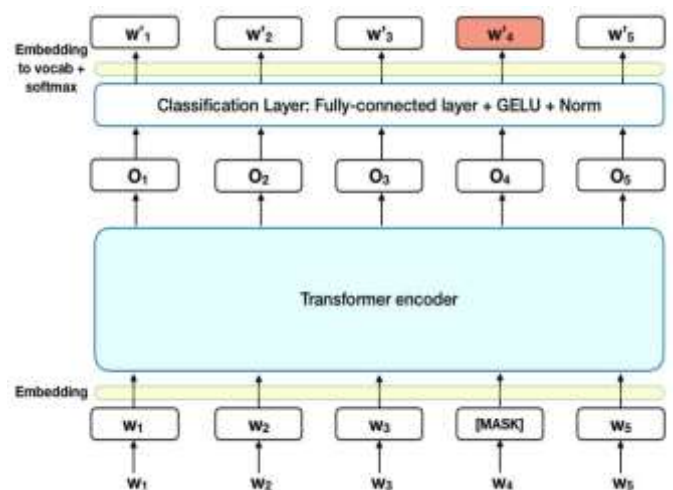 w'₁ w'₂ w'₃ w'₄ w'₅
Embedding
to vocab +
softmax
Classification Layer: Fully-connected layer + GELU + Norm
O₁ O₂ O₃ O₄ O₅
Transformer encoder
Embedding
W₁ W₂ W₃ [MASK] W₅
W₁ W₂ W₃ W₄ W₅